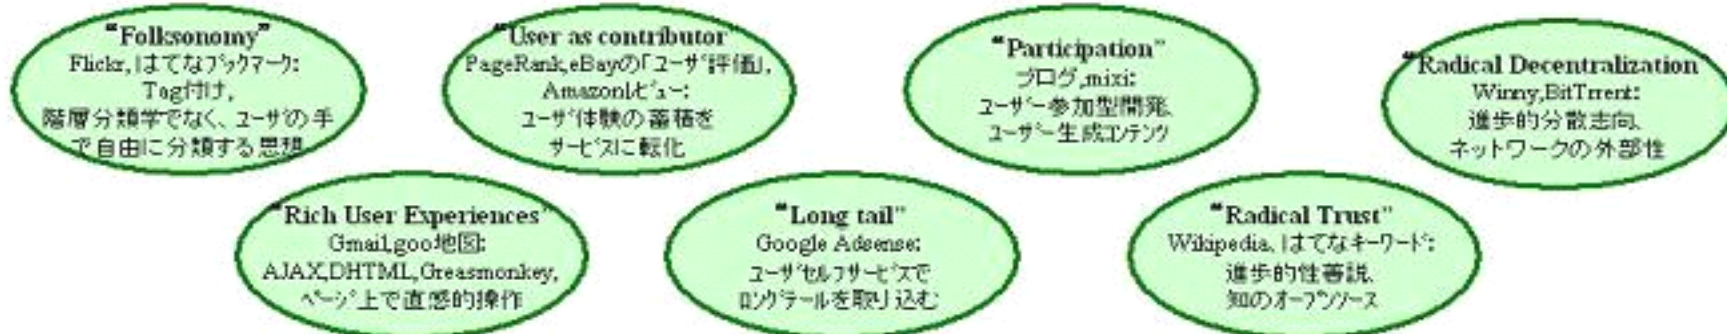 “Folksonomy”
Flickr,はてなブックマーク:
Tag付け,
階層分類学でなく、ユーザの手
で自由に分類する思想
“User as contributor”
PageRank,eBayの「ユーザ評価」,
Amazonレビュー:
ユーザ体験の蓄積を
サービスに転化
“Participation”
ブログ,mixi:
ユーザー参加型開発、
ユーザー生成コンテンツ
“Radical Decentralization”
Winny,BitTrrent:
進歩的分散志向、
ネットワークの外部性
“Rich User Experiences”
Gmail,goo地図:
AJAX,DHTML,Greasmonkey,
ページ上で直感的操作
“Long tail”
Google Adsense:
ユーザセルフサービスで
ロングテールを取り込む
“Radical Trust”
Wikipedia、はてなキーワード:
進歩的性善説、
知のオープンソース